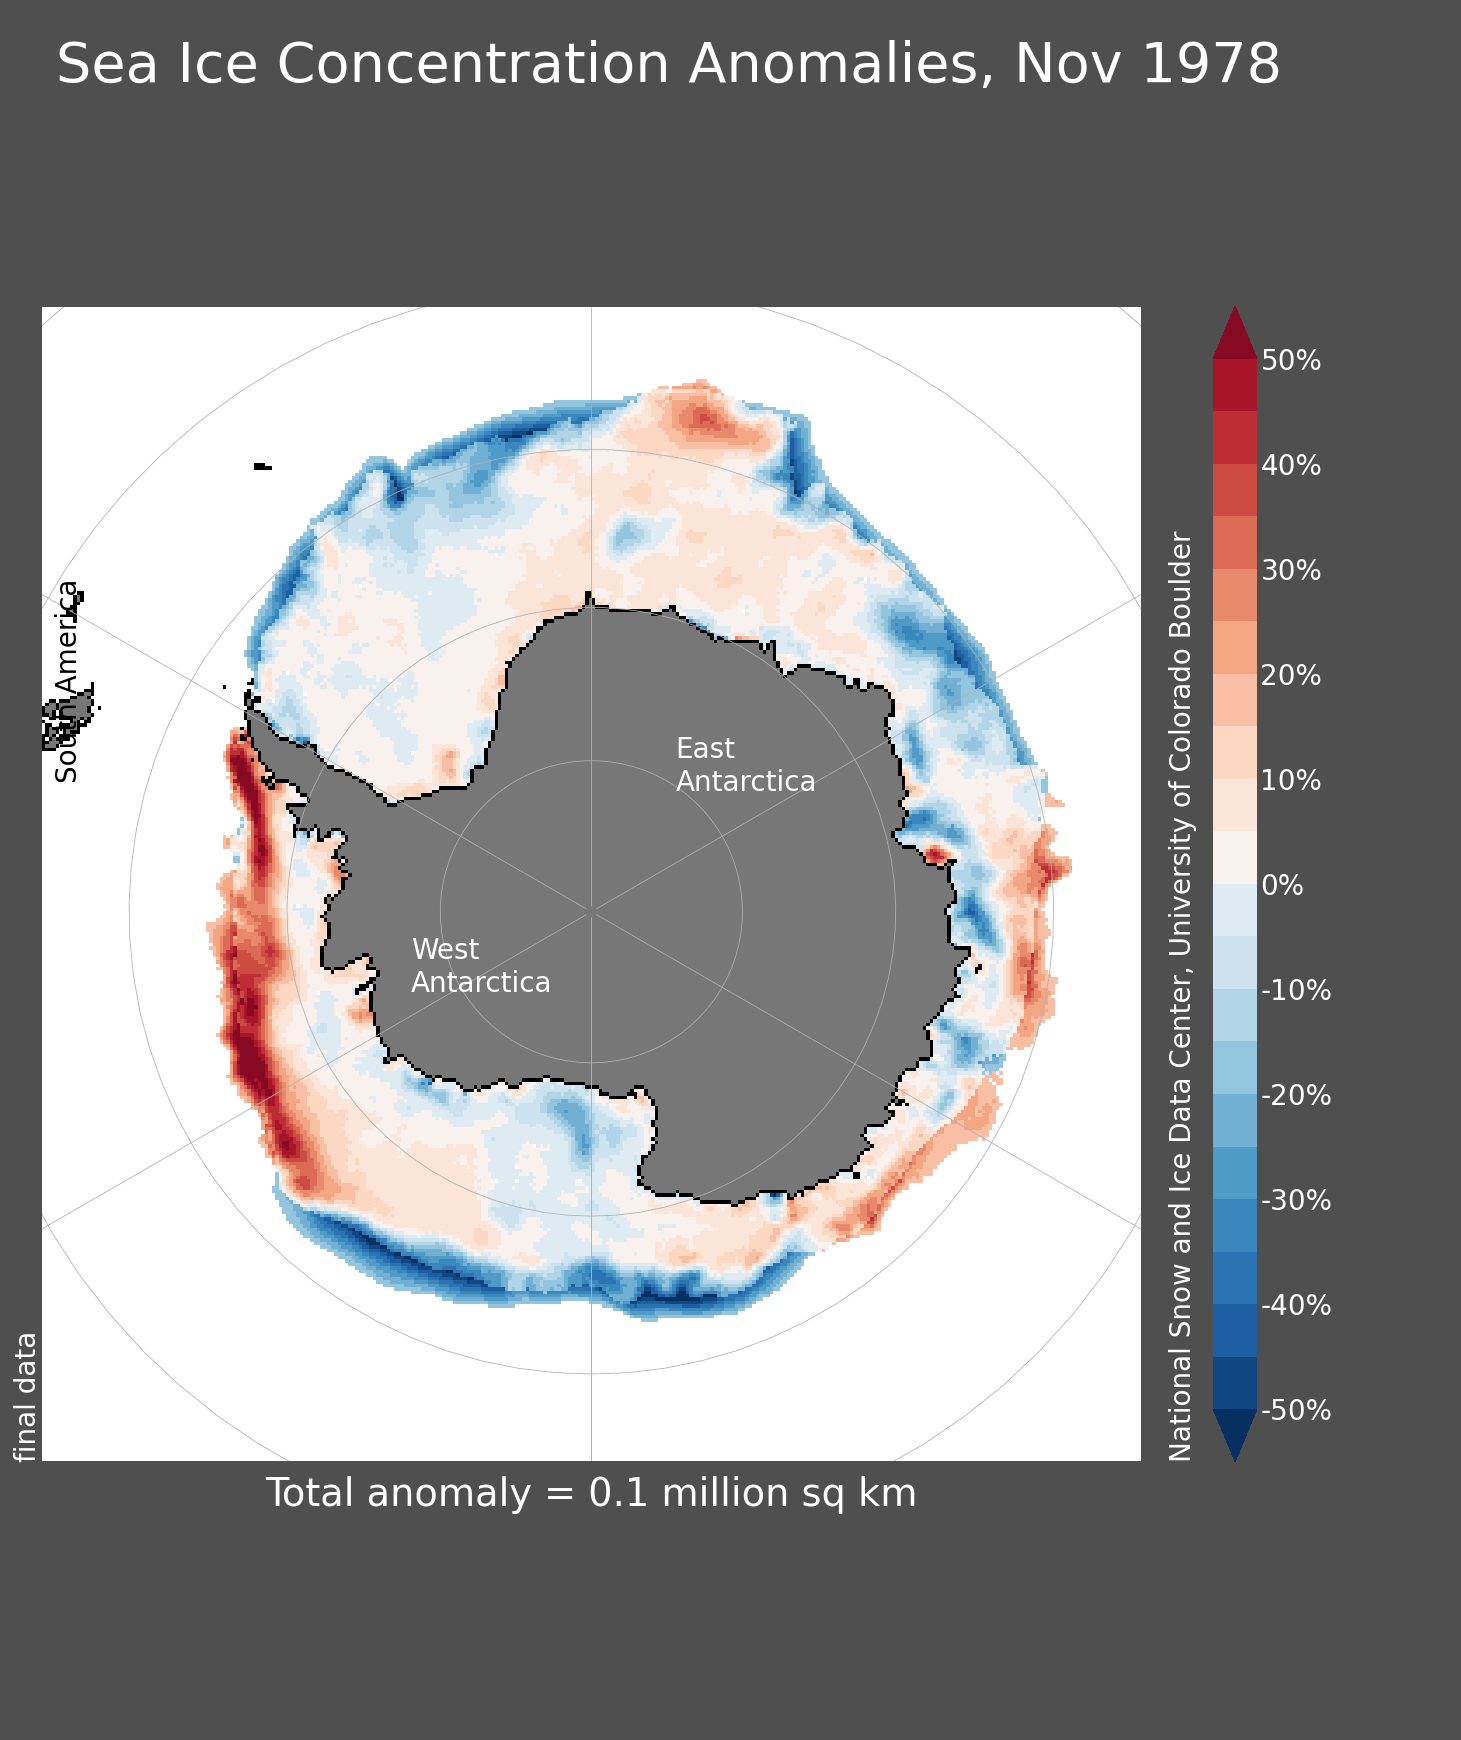 Sea Ice Concentration Anomalies, Nov 1978
South America
East
Antarctica
West
Antarctica
final data
National Snow and Ice Data Center, University of Colorado Boulder
50%
40%
30%
20%
10%
0%
-10%
-20%
-30%
-40%
-50%
Total anomaly = 0.1 million sq km